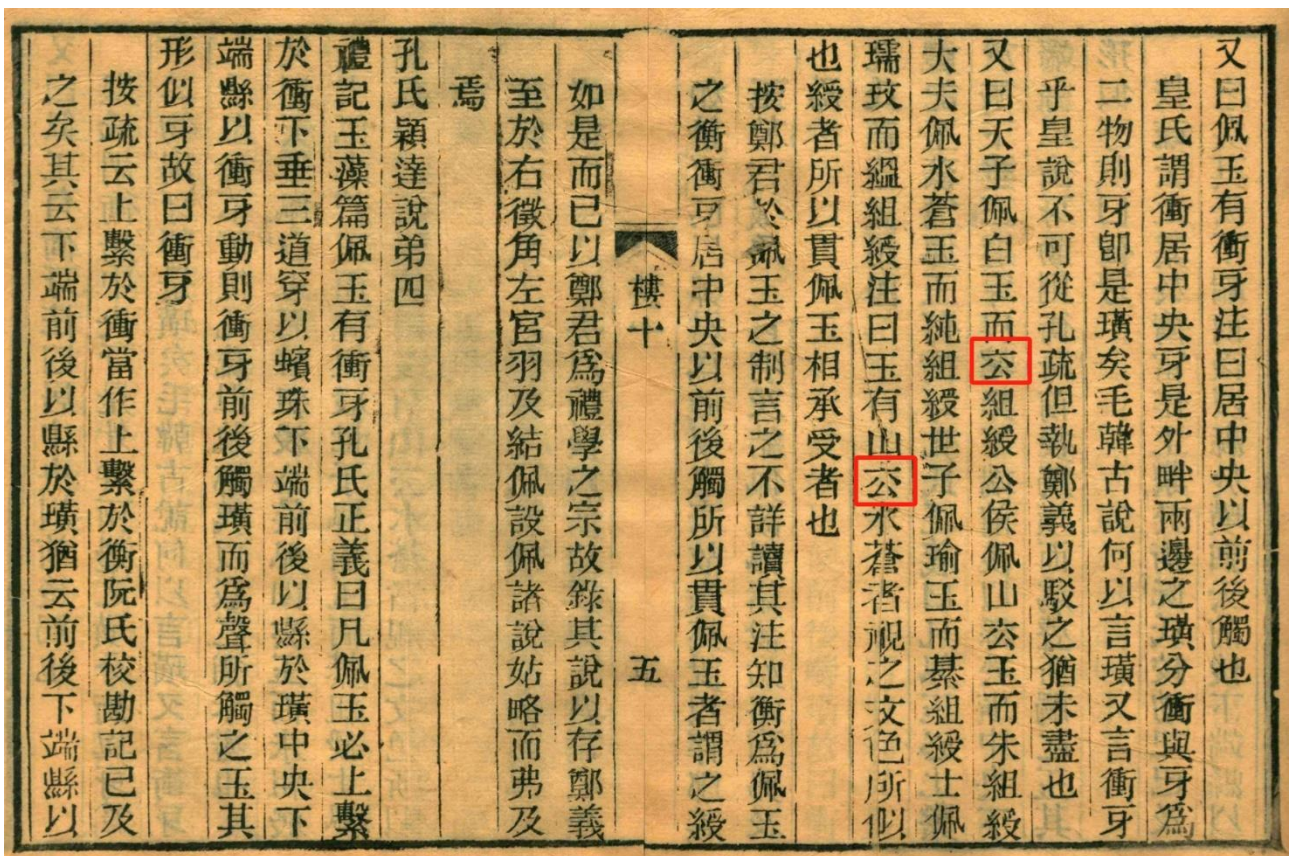 又曰佩玉有衝牙注曰居中央以前後觸也
皇氏謂衝居中央牙是外畔兩邊之璜分衝與牙爲
二物則牙卽是璜矣毛韓古說何以言璜又言衝牙
乎皇說不可從孔疏但執鄭義以駁之猶未盡也
又曰天子佩白玉而玄組綬公侯佩山玄玉而朱組綬
大夫佩水蒼玉而純組綬世子佩瑜玉而綦組綬士佩
瓀玟而縕組綬注曰玉有山玄水蒼者視之文色所似
也綬者所以貫佩玉相承受者也
按鄭君於佩玉之制言之不詳讀其注知衡爲佩玉
之衡衝牙居中央以前後觸所以貫佩玉者謂之綬
樓十
五
如是而已以鄭君爲禮學之宗故錄其說以存鄭義
至於右徵角左宮羽及結佩設佩諸說姑略而弗及
焉
孔氏穎達說弟四
禮記玉藻篇佩玉有衝牙孔氏正義曰凡佩玉必上繫
於衡下垂三道穿以蠙珠下端前後以縣於璜中央下
端縣以衝牙動則衝牙前後觸璜而爲聲所觸之玉其
形似牙故曰衝牙
按疏云上繫於衝當作上繫於衡阮氏校勘記已及
之矣其云下端前後以縣於璜猶云前後下端縣以